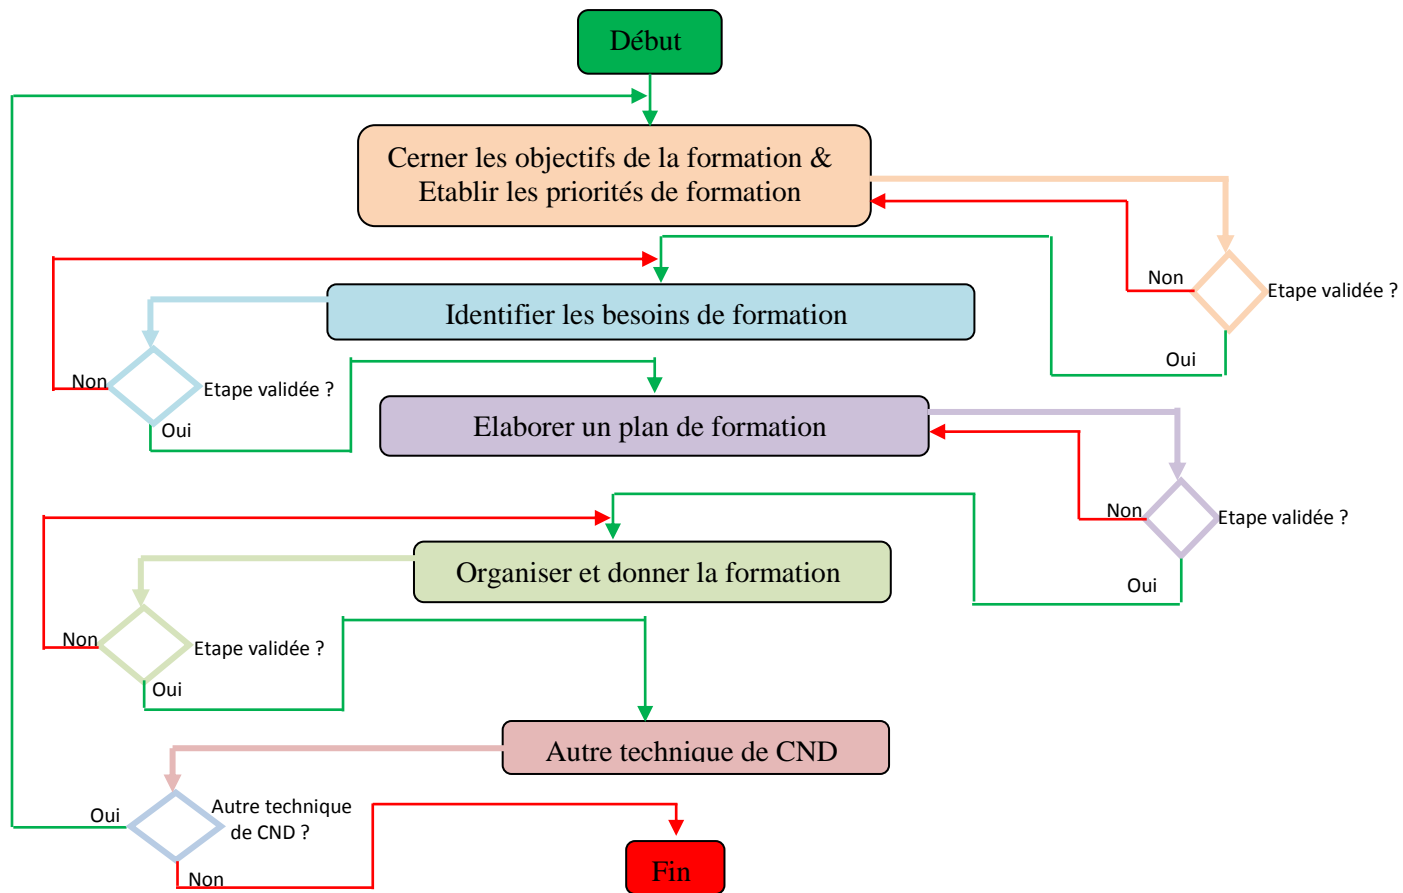 Début
Cerner les objectifs de la formation &
Etablir les priorités de formation
Non
Etape validée ?
Oui
Identifier les besoins de formation
Non
Etape validée ?
Oui
Elaborer un plan de formation
Non
Etape validée ?
Oui
Organiser et donner la formation
Non
Etape validée ?
Oui
Autre technique de CND
Oui
Autre technique
de CND ?
Non
Fin